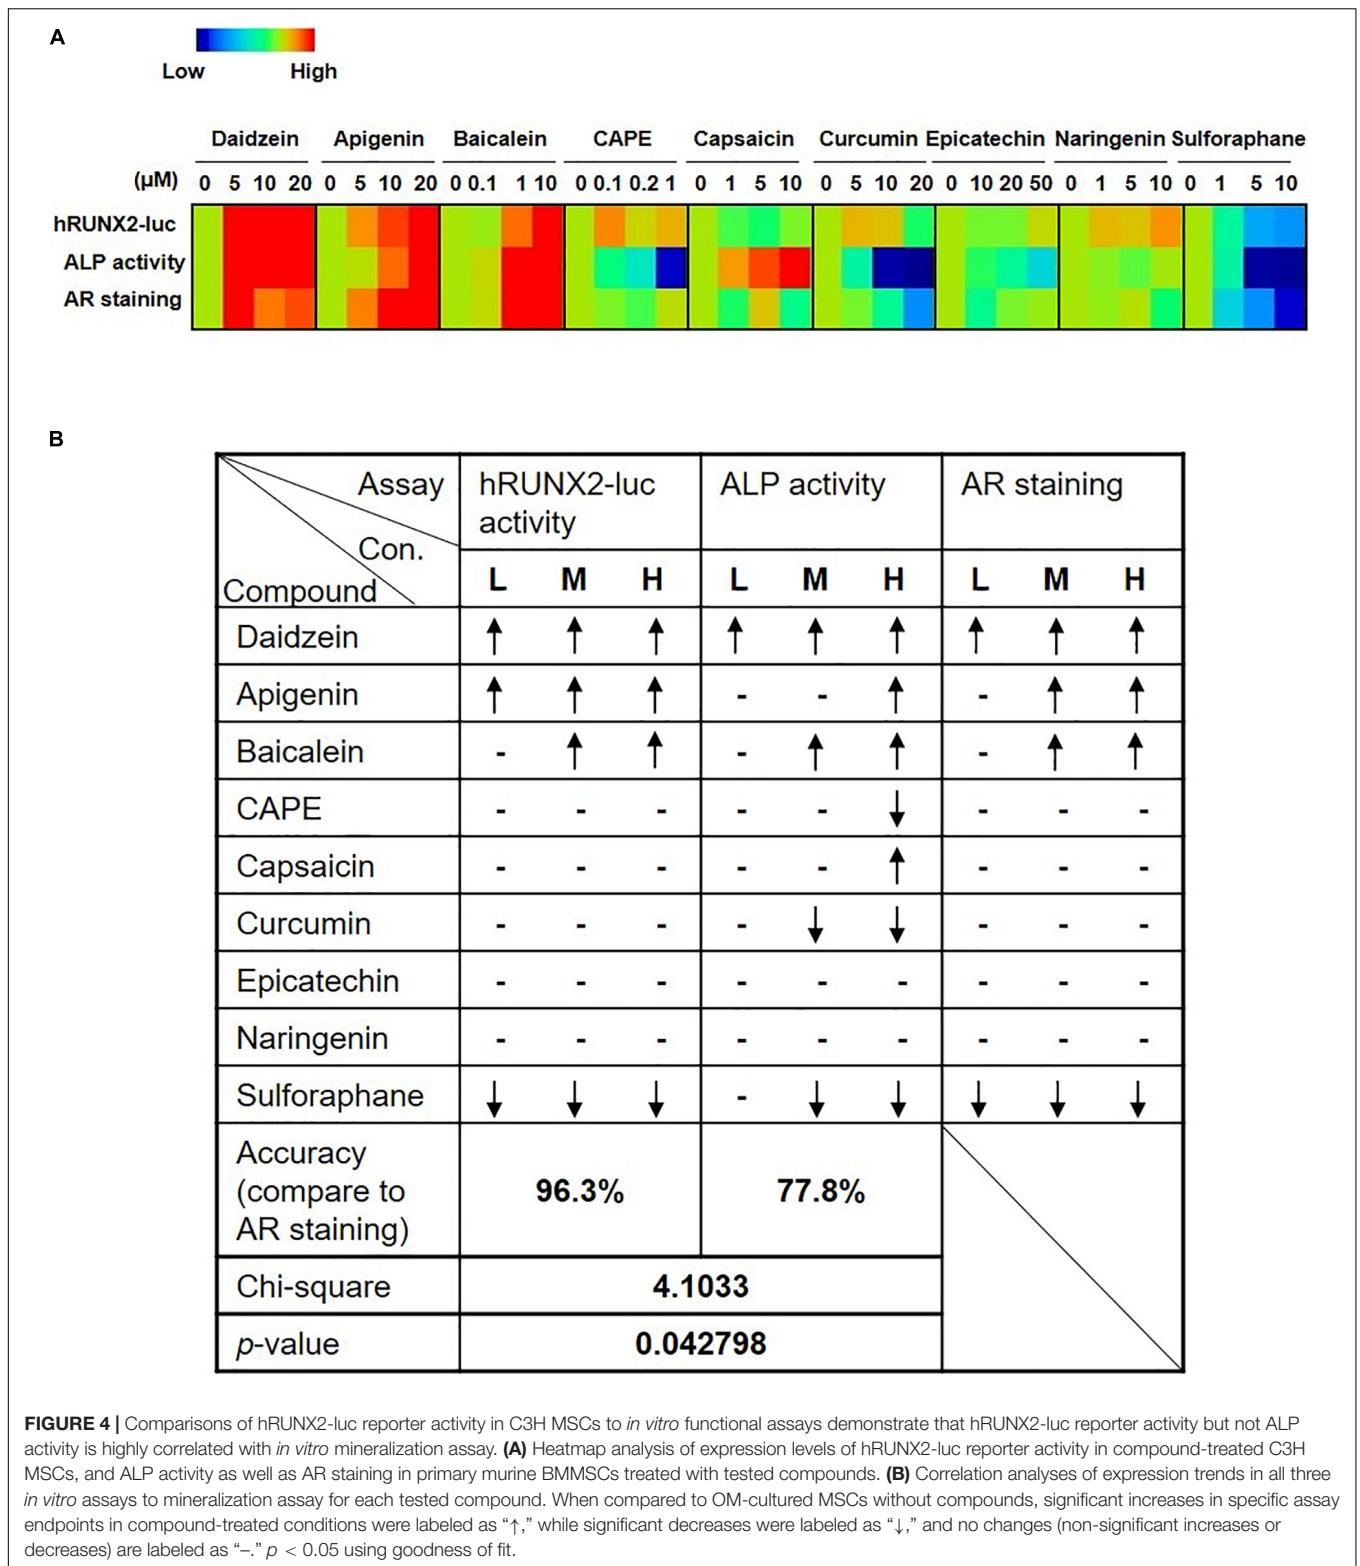 A
Low High
Daidzein Apigenin Baicalein CAPE Capsaicin Curcumin Epicatechin Naringenin Sulforaphane
(μM) 0 5 10 20 0 5 10 20 0 0.1 1 10 0 0.1 0.2 1 0 1 5 10 0 5 10 20 0 10 20 50 0 1 5 10 0 1 5 10
hRUNX2-luc
ALP activity
AR staining
B
Assay hRUNX2-luc activity ALP activity AR staining
Con.
Compound L M H L M H L M H
Daidzein ↑ ↑ ↑ ↑ ↑ ↑ ↑ ↑ ↑
Apigenin ↑ ↑ ↑ - - ↑ - ↑ ↑
Baicalein - ↑ ↑ - ↑ ↑ - ↑ ↑
CAPE - - - - - ↓ - - -
Capsaicin - - - - - ↑ - - -
Curcumin - - - - ↓ ↓ - - -
Epicatechin - - - - - - - - -
Naringenin - - - - - - - - -
Sulforaphane ↓ ↓ ↓ - ↓ ↓ ↓ ↓ ↓
Accuracy
(compare to 96.3% 77.8%
AR staining)
Chi-square 4.1033
p-value 0.042798
FIGURE 4 | Comparisons of hRUNX2-luc reporter activity in C3H MSCs to in vitro functional assays demonstrate that hRUNX2-luc reporter activity but not ALP
activity is highly correlated with in vitro mineralization assay. (A) Heatmap analysis of expression levels of hRUNX2-luc reporter activity in compound-treated C3H
MSCs, and ALP activity as well as AR staining in primary murine BMMSCs treated with tested compounds. (B) Correlation analyses of expression trends in all three
in vitro assays to mineralization assay for each tested compound. When compared to OM-cultured MSCs without compounds, significant increases in specific assay
endpoints in compound-treated conditions were labeled as “↑,” while significant decreases were labeled as “↓,” and no changes (non-significant increases or
decreases) are labeled as “–.” p < 0.05 using goodness of fit.